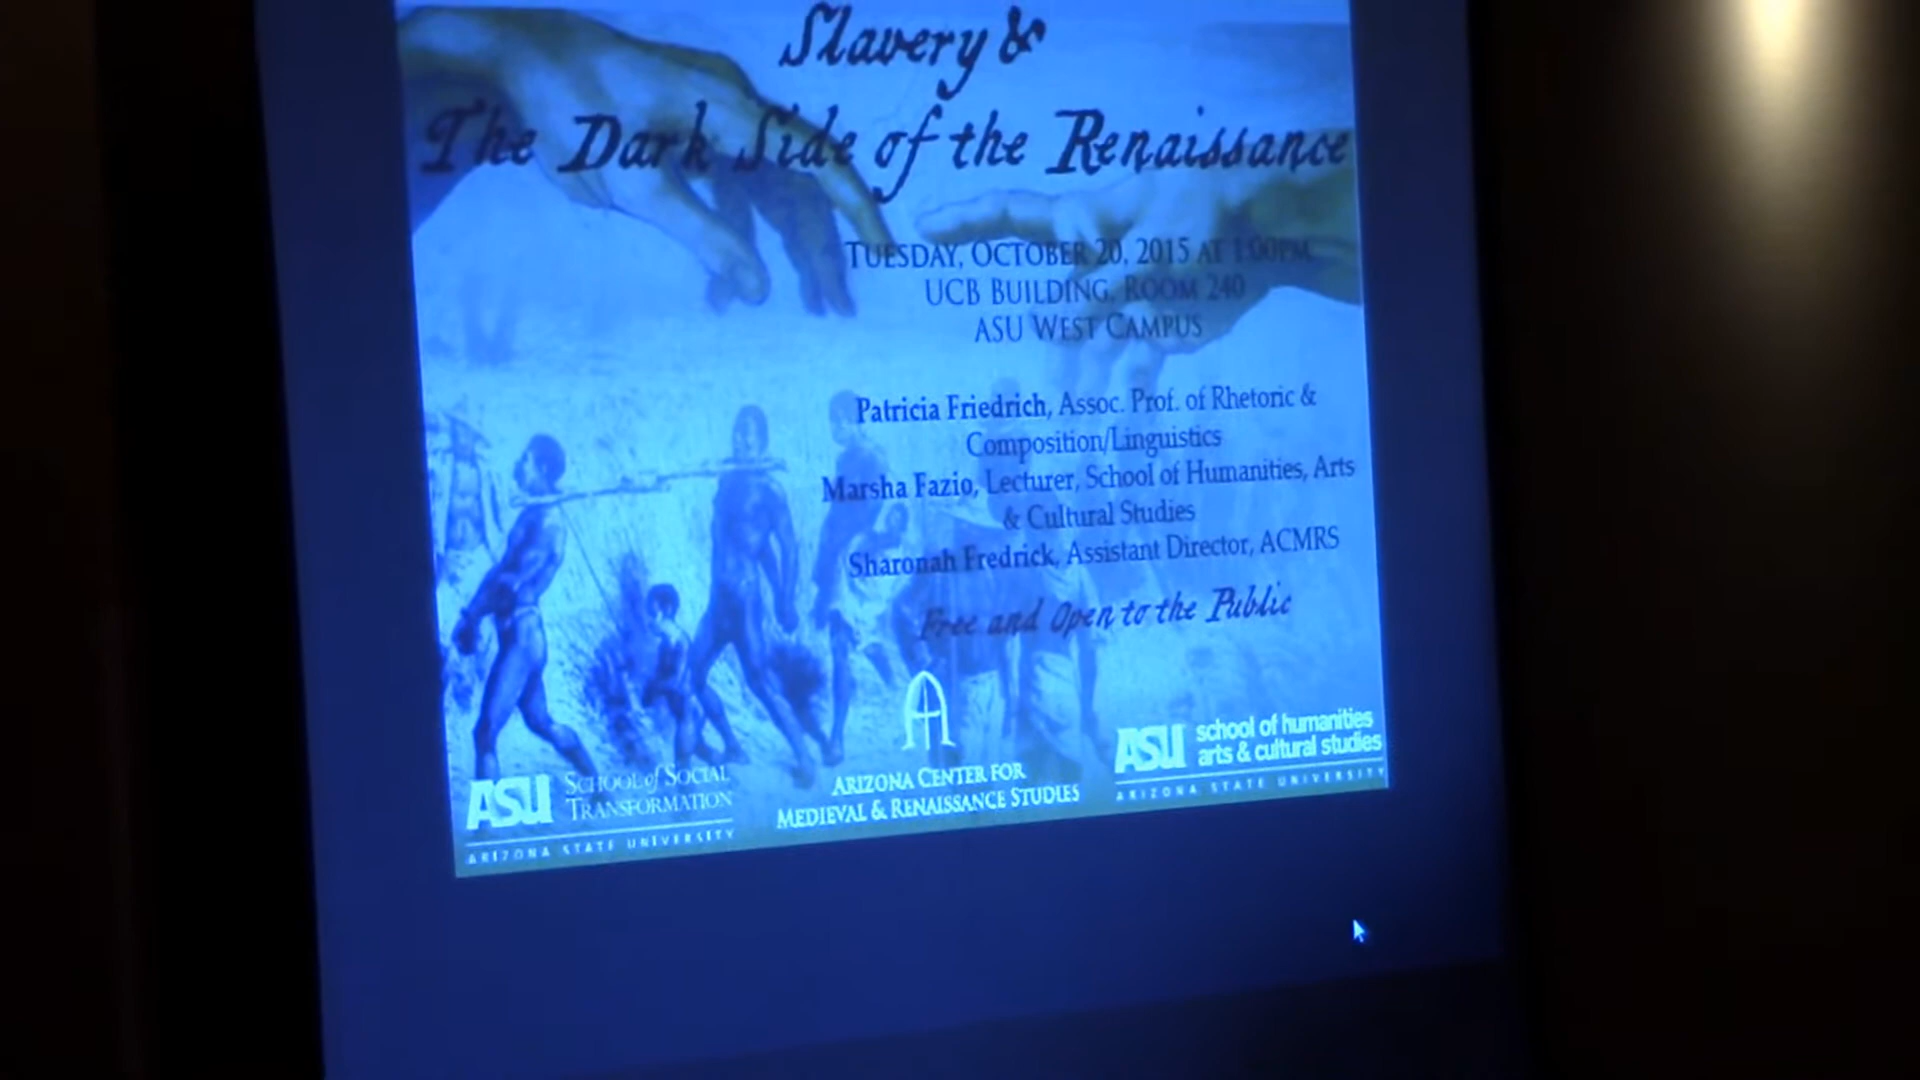 Slavery &
The Dark Side of the Renaissance
TUESDAY, OCTOBER 20, 2015 AT 1:00PM
UCB BUILDING, ROOM 240
ASU WEST CAMPUS
Patricia Friedrich, Assoc. Prof. of Rhetoric &
Composition/Linguistics
Marsha Fazio, Lecturer, School of Humanities, Arts
& Cultural Studies
Sharonah Fredrick, Assistant Director, ACMRS
Free and Open to the Public
ASU SCHOOL of SOCIAL
TRANSFORMATION
ARIZONA STATE UNIVERSITY
ARIZONA CENTER FOR
MEDIEVAL & RENAISSANCE STUDIES
ASU school of humanities
arts & cultural studies
ARIZONA STATE UNIVERSITY